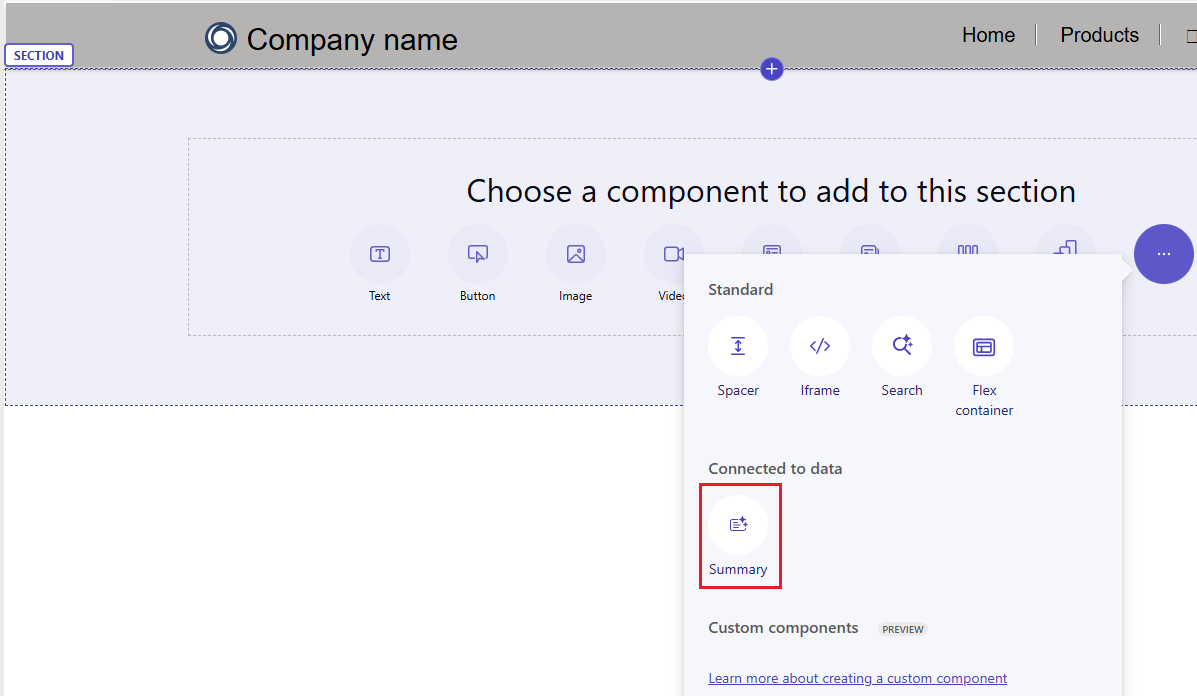 Company name
Home
Products
SECTION
Choose a component to add to this section
Text
Button
Image
Video
Standard
Spacer
Iframe
Search
Flex
container
Connected to data
Summary
Custom components PREVIEW
Learn more about creating a custom component